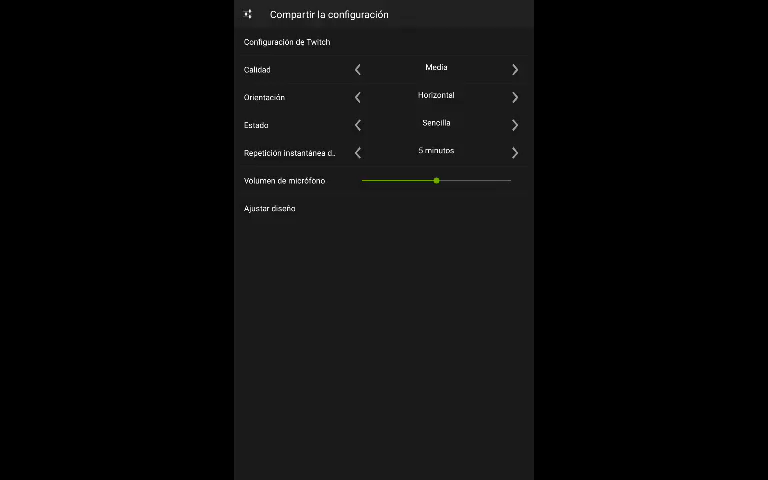 Compartir la configuración
Configuración de Twitch
Calidad Media
Orientación Horizontal
Estado Sencilla
Repetición instantánea d.. 5 minutos
Volumen de micrófono
Ajustar diseño